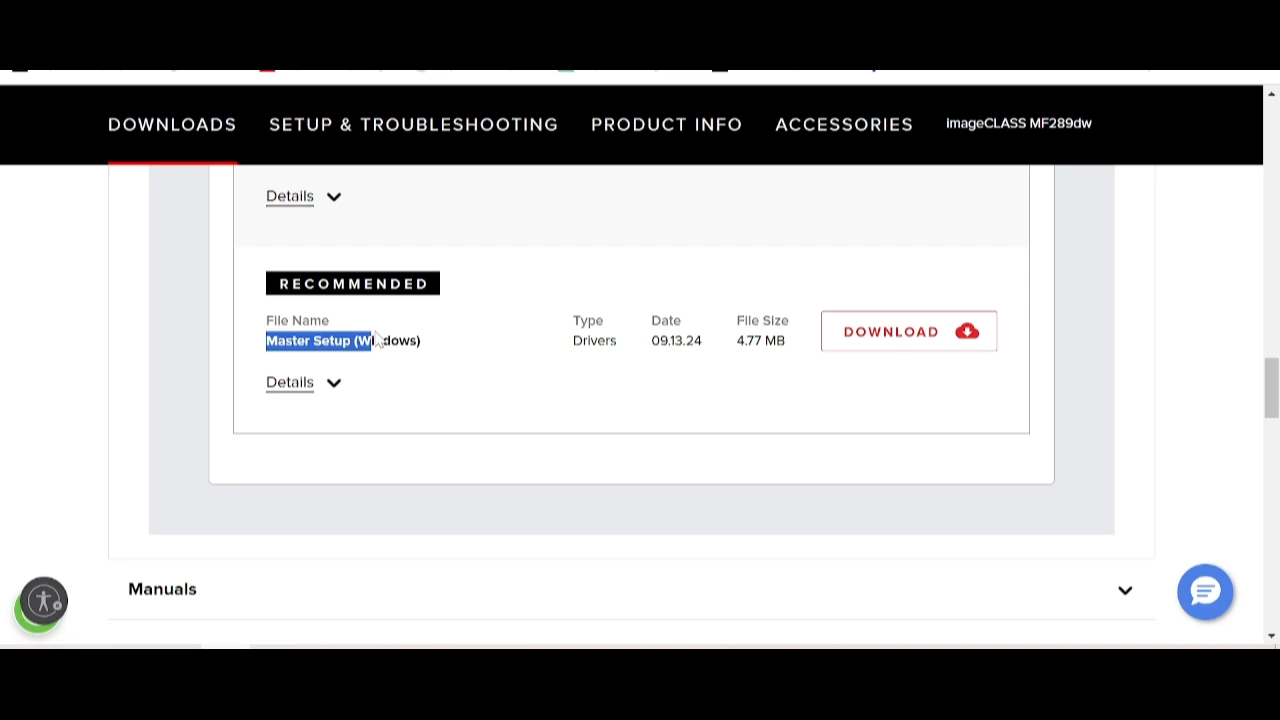 DOWNLOADS SETUP & TROUBLESHOOTING PRODUCT INFO ACCESSORIES imageCLASS MF289dw
Details
RECOMMENDED
File Name Type Date File Size
Master Setup (Windows) Drivers 09.13.24 4.77 MB DOWNLOAD
Details
Manuals